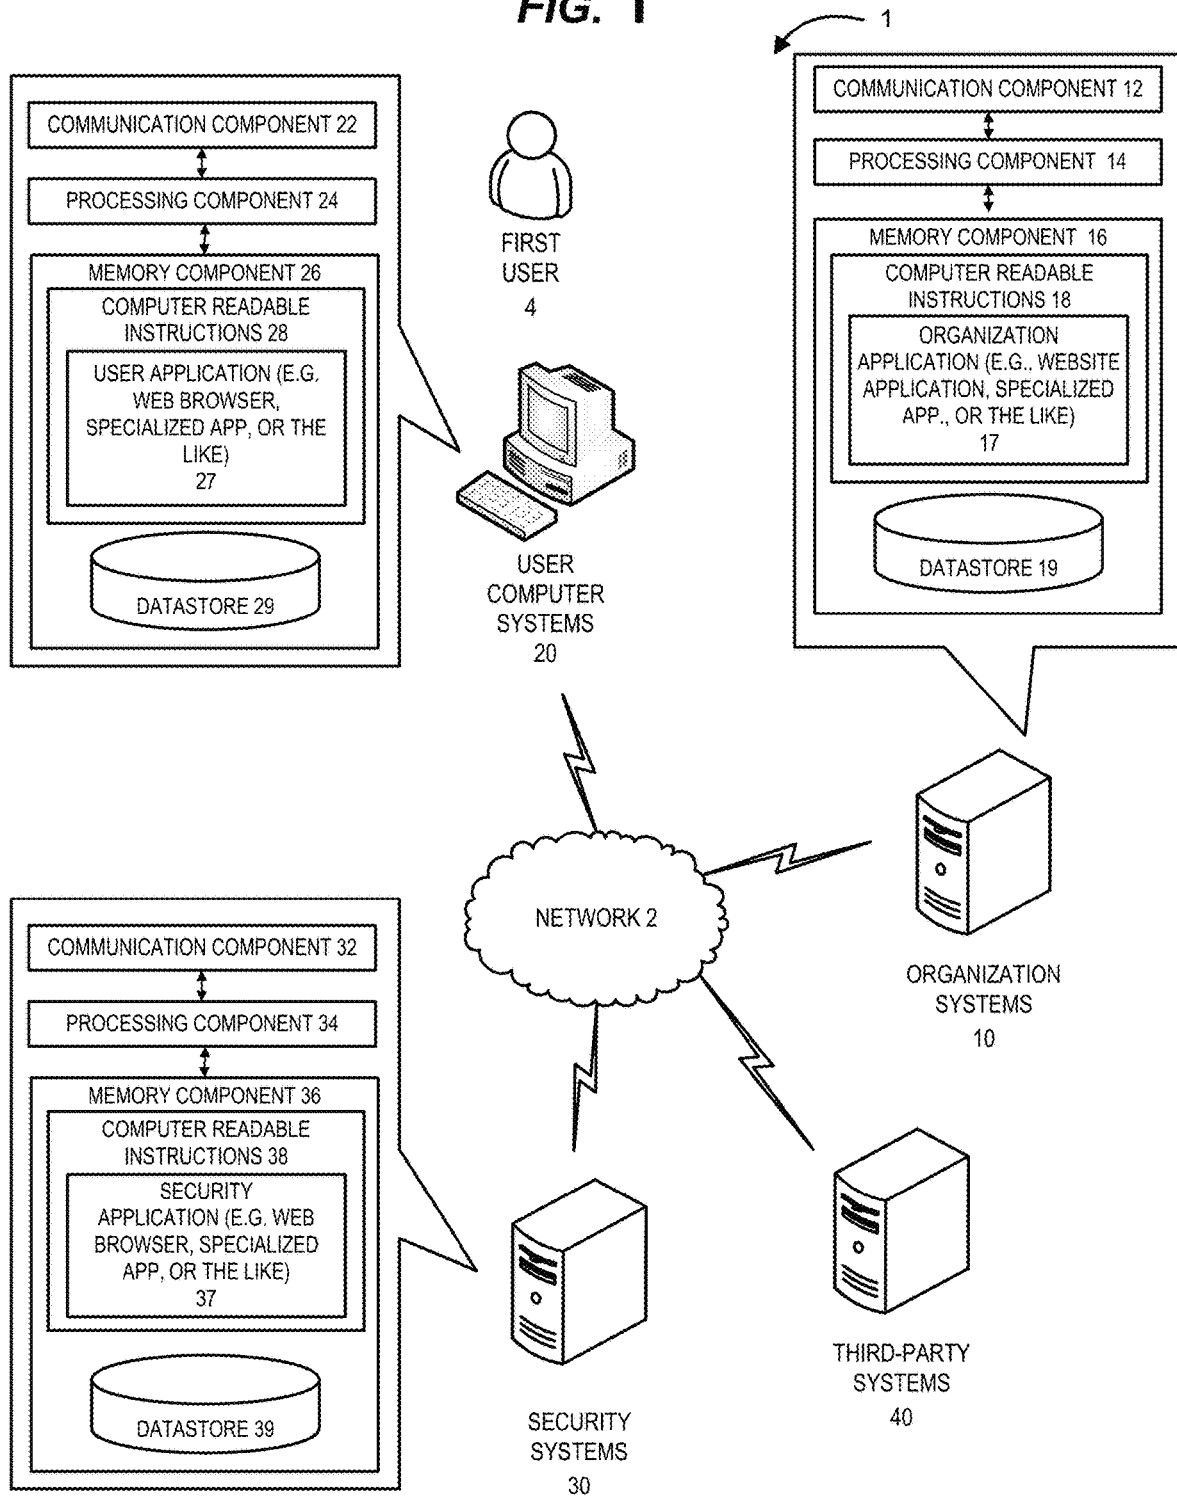 FIG. 1
1
COMMUNICATION COMPONENT 22
PROCESSING COMPONENT 24
MEMORY COMPONENT 26
COMPUTER READABLE
INSTRUCTIONS 28
USER APPLICATION (E.G.
WEB BROWSER,
SPECIALIZED APP, OR THE
LIKE)
27
DATASTORE 29
FIRST
USER
4
USER
COMPUTER
SYSTEMS
20
COMMUNICATION COMPONENT 12
PROCESSING COMPONENT 14
MEMORY COMPONENT 16
COMPUTER READABLE
INSTRUCTIONS 18
ORGANIZATION
APPLICATION (E.G.. WEBSITE
APPLICATION, SPECIALIZED
APP., OR THE LIKE)
17
DATASTORE 19
NETWORK 2
ORGANIZATION
SYSTEMS
10
COMMUNICATION COMPONENT 32
PROCESSING COMPONENT 34
MEMORY COMPONENT 36
COMPUTER READABLE
INSTRUCTIONS 38
SECURITY
APPLICATION (E.G. WEB
BROWSER, SPECIALIZED
APP, OR THE LIKE)
37
DATASTORE 39
SECURITY
SYSTEMS
30
THIRD-PARTY
SYSTEMS
40